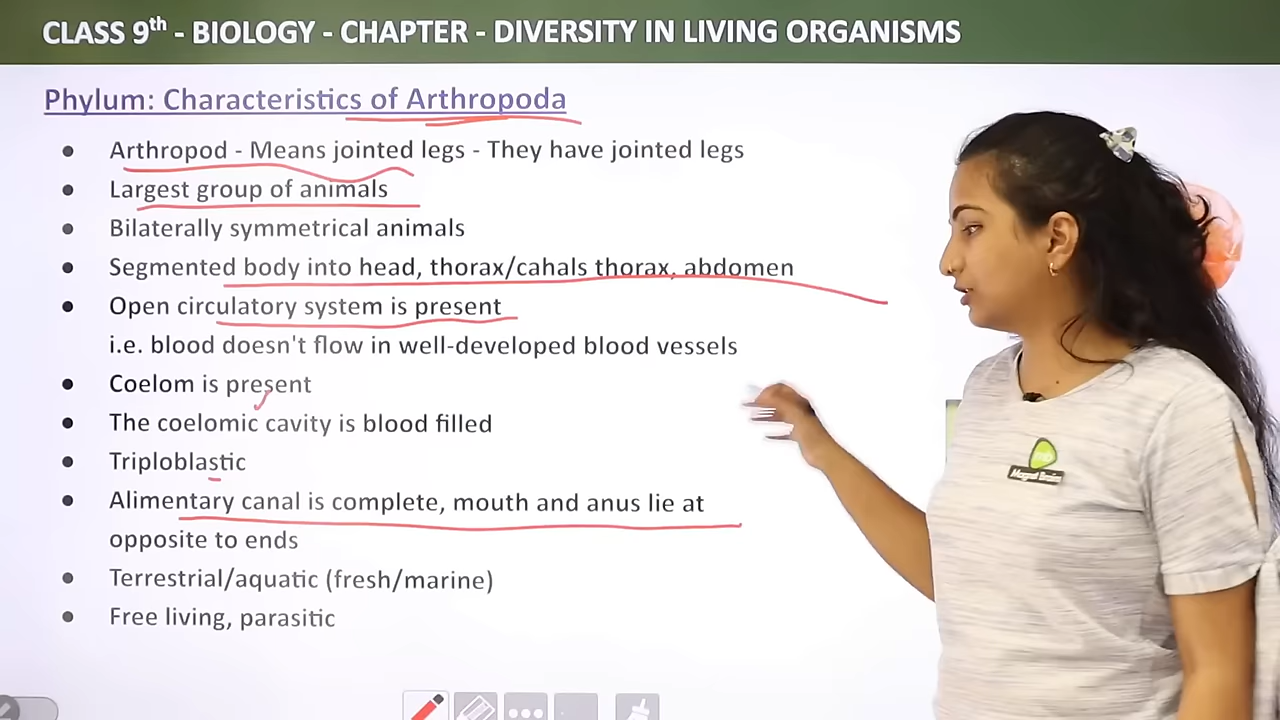 CLASS 9th - BIOLOGY - CHAPTER - DIVERSITY IN LIVING ORGANISMS
Phylum: Characteristics of Arthropoda
● Arthropod - Means jointed legs - They have jointed legs
● Largest group of animals
● Bilaterally symmetrical animals
● Segmented body into head, thorax/cahals thorax, abdomen
● Open circulatory system is present
i.e. blood doesn't flow in well-developed blood vessels
● Coelom is present
● The coelomic cavity is blood filled
● Triploblastic
● Alimentary canal is complete, mouth and anus lie at
opposite to ends
● Terrestrial/aquatic (fresh/marine)
● Free living, parasitic
Magnet Brains